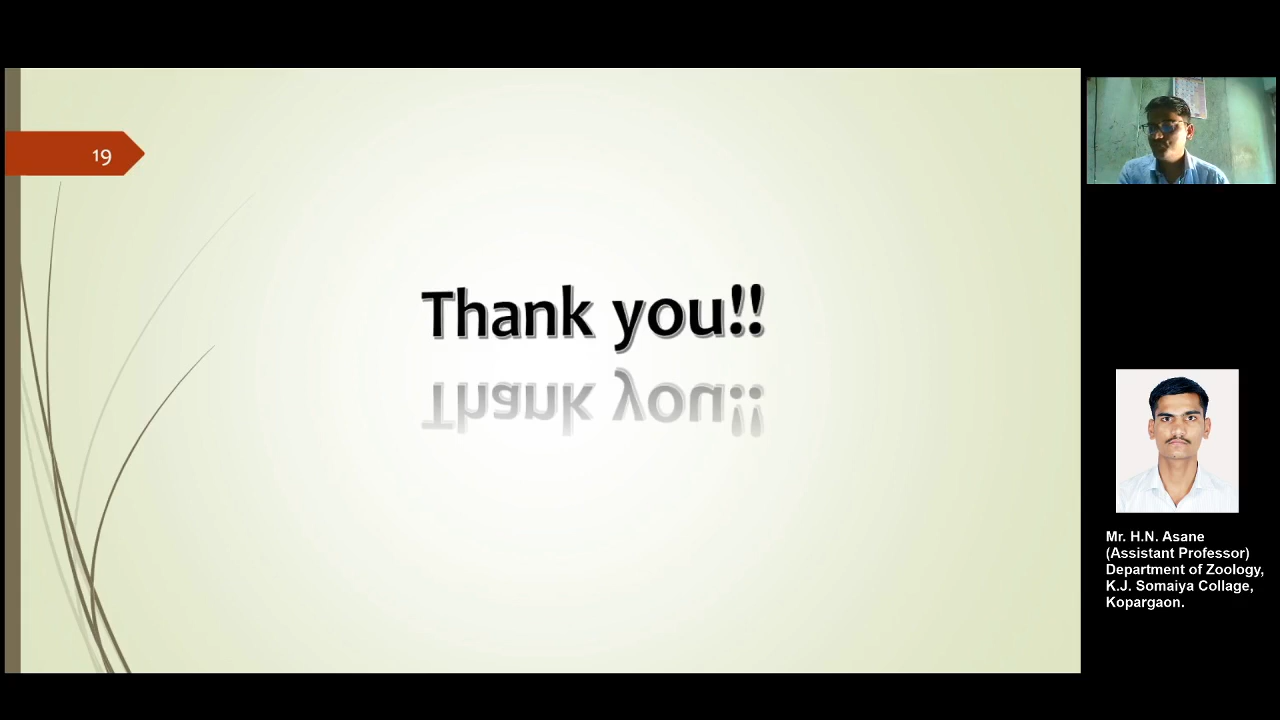 19
Thank you!!
Mr. H.N. Asane
(Assistant Professor)
Department of Zoology,
K.J. Somaiya Collage,
Kopargaon.